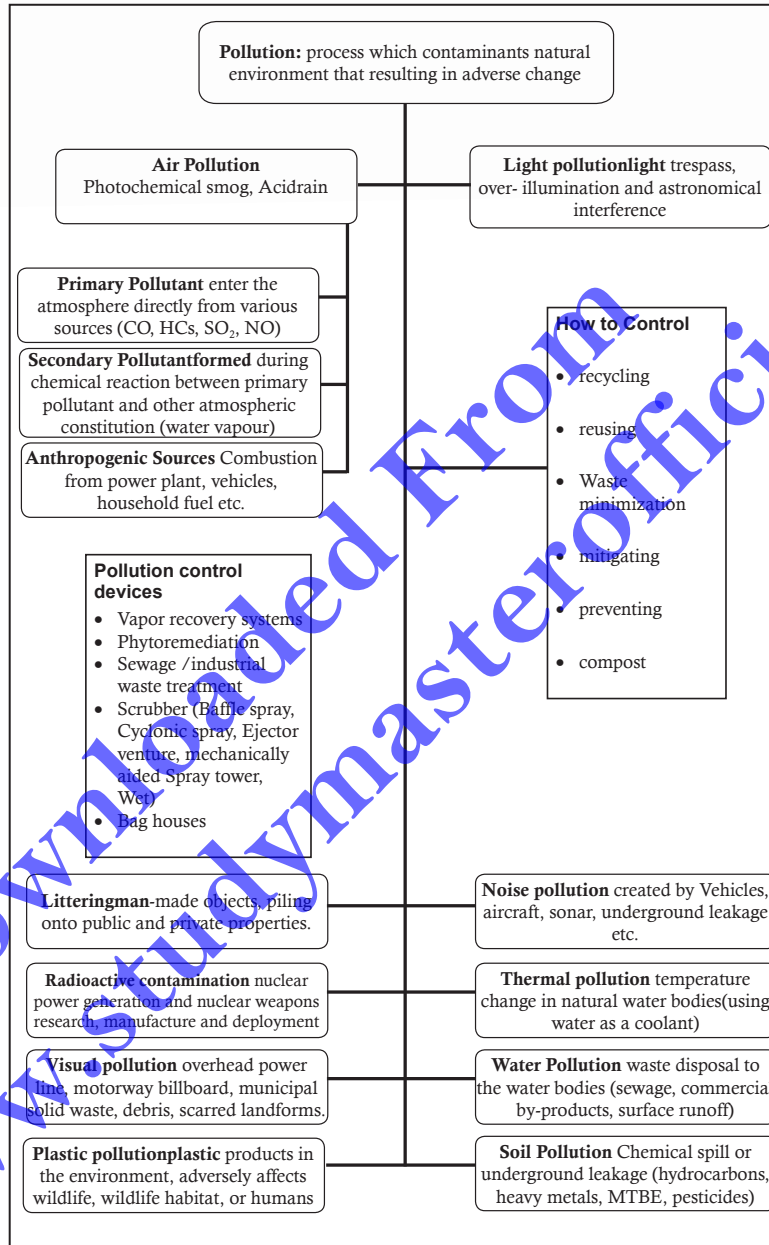 Pollution: process which contaminants natural
environment that resulting in adverse change
Air Pollution
Photochemical smog, Acidrain
Light pollutionlight trespass,
over- illumination and astronomical
interference
Primary Pollutant enter the
atmosphere directly from various
sources (CO, HCs, SO₂, NO)
Secondary Pollutantformed during
chemical reaction between primary
pollutant and other atmospheric
constitution (water vapour)
Anthropogenic Sources Combustion
from power plant, vehicles,
household fuel etc.
How to Control
• recycling
• reusing
• Waste
minimization
• mitigating
• preventing
• compost
Pollution control
devices
• Vapor recovery systems
• Phytoremediation
• Sewage /industrial
waste treatment
• Scrubber (Baffle spray,
Cyclonic spray, Ejector
venture, mechanically
aided Spray tower,
Wet)
• Bag houses
Litteringman-made objects, piling
onto public and private properties.
Noise pollution created by Vehicles,
aircraft, sonar, underground leakage
etc.
Radioactive contamination nuclear
power generation and nuclear weapons
research, manufacture and deployment
Thermal pollution temperature
change in natural water bodies(using
water as a coolant)
Visual pollution overhead power
line, motorway billboard, municipal
solid waste, debris, scarred landforms.
Water Pollution waste disposal to
the water bodies (sewage, commercia
by-products, surface runoff)
Plastic pollutionplastic products in
the environment, adversely affects
wildlife, wildlife habitat, or humans
Soil Pollution Chemical spill or
underground leakage (hydrocarbons,
heavy metals, MTBE, pesticides)
ownloaded From
w.studymasteroffici